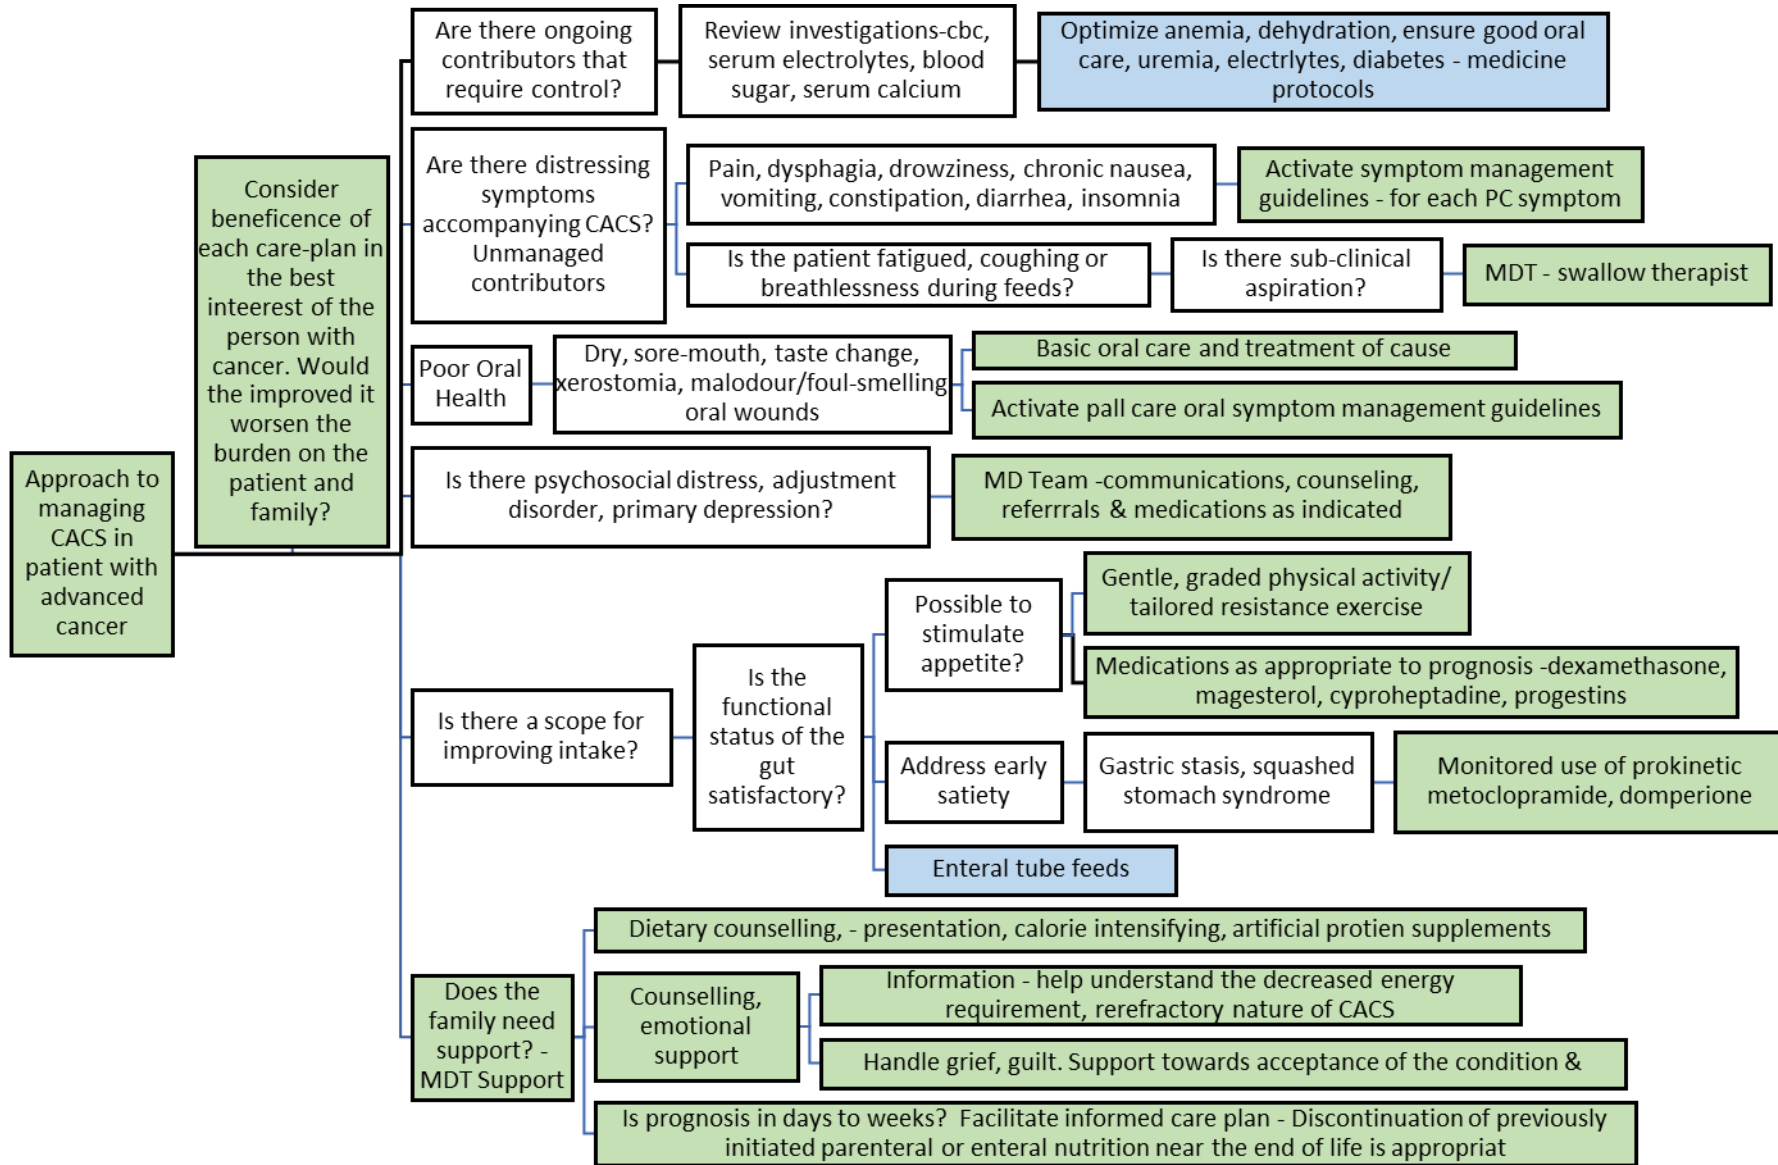 Approach to
managing
CACS in
patient with
advanced
cancer
Consider
beneficence of
each care-plan in
the best
inteerest of the
person with
cancer. Would
the improved it
worsen the
burden on the
patient and
family?
Are there ongoing
contributors that
require control?
Review investigations-cbc,
serum electrolytes, blood
sugar, serum calcium
Optimize anemia, dehydration, ensure good oral
care, uremia, electrlytes, diabetes - medicine
protocols
Are there distressing
symptoms
accompanying CACS?
Unmanaged
contributors
Pain, dysphagia, drowziness, chronic nausea,
vomiting, constipation, diarrhea, insomnia
Activate symptom management
guidelines - for each PC symptom
Is the patient fatigued, coughing or
breathlessness during feeds?
Is there sub-clinical
aspiration?
MDT - swallow therapist
Poor Oral
Health
Dry, sore-mouth, taste change,
xerostomia, malodour/foul-smelling
oral wounds
Basic oral care and treatment of cause
Activate pall care oral symptom management guidelines
Is there psychosocial distress, adjustment
disorder, primary depression?
MD Team -communications, counseling,
referrrals & medications as indicated
Is there a scope for
improving intake?
Is the
functional
status of the
gut
satisfactory?
Possible to
stimulate
appetite?
Gentle, graded physical activity/
tailored resistance exercise
Medications as appropriate to prognosis -dexamethasone,
magesterol, cyproheptadine, progestins
Address early
satiety
Gastric stasis, squashed
stomach syndrome
Monitored use of prokinetic
metoclopramide, domperione
Enteral tube feeds
Does the
family need
support? -
MDT Support
Dietary counselling, - presentation, calorie intensifying, artificial protien supplements
Counselling,
emotional
support
Information - help understand the decreased energy
requirement, rerefractory nature of CACS
Handle grief, guilt. Support towards acceptance of the condition &
Is prognosis in days to weeks?  Facilitate informed care plan - Discontinuation of previously
initiated parenteral or enteral nutrition near the end of life is appropriat